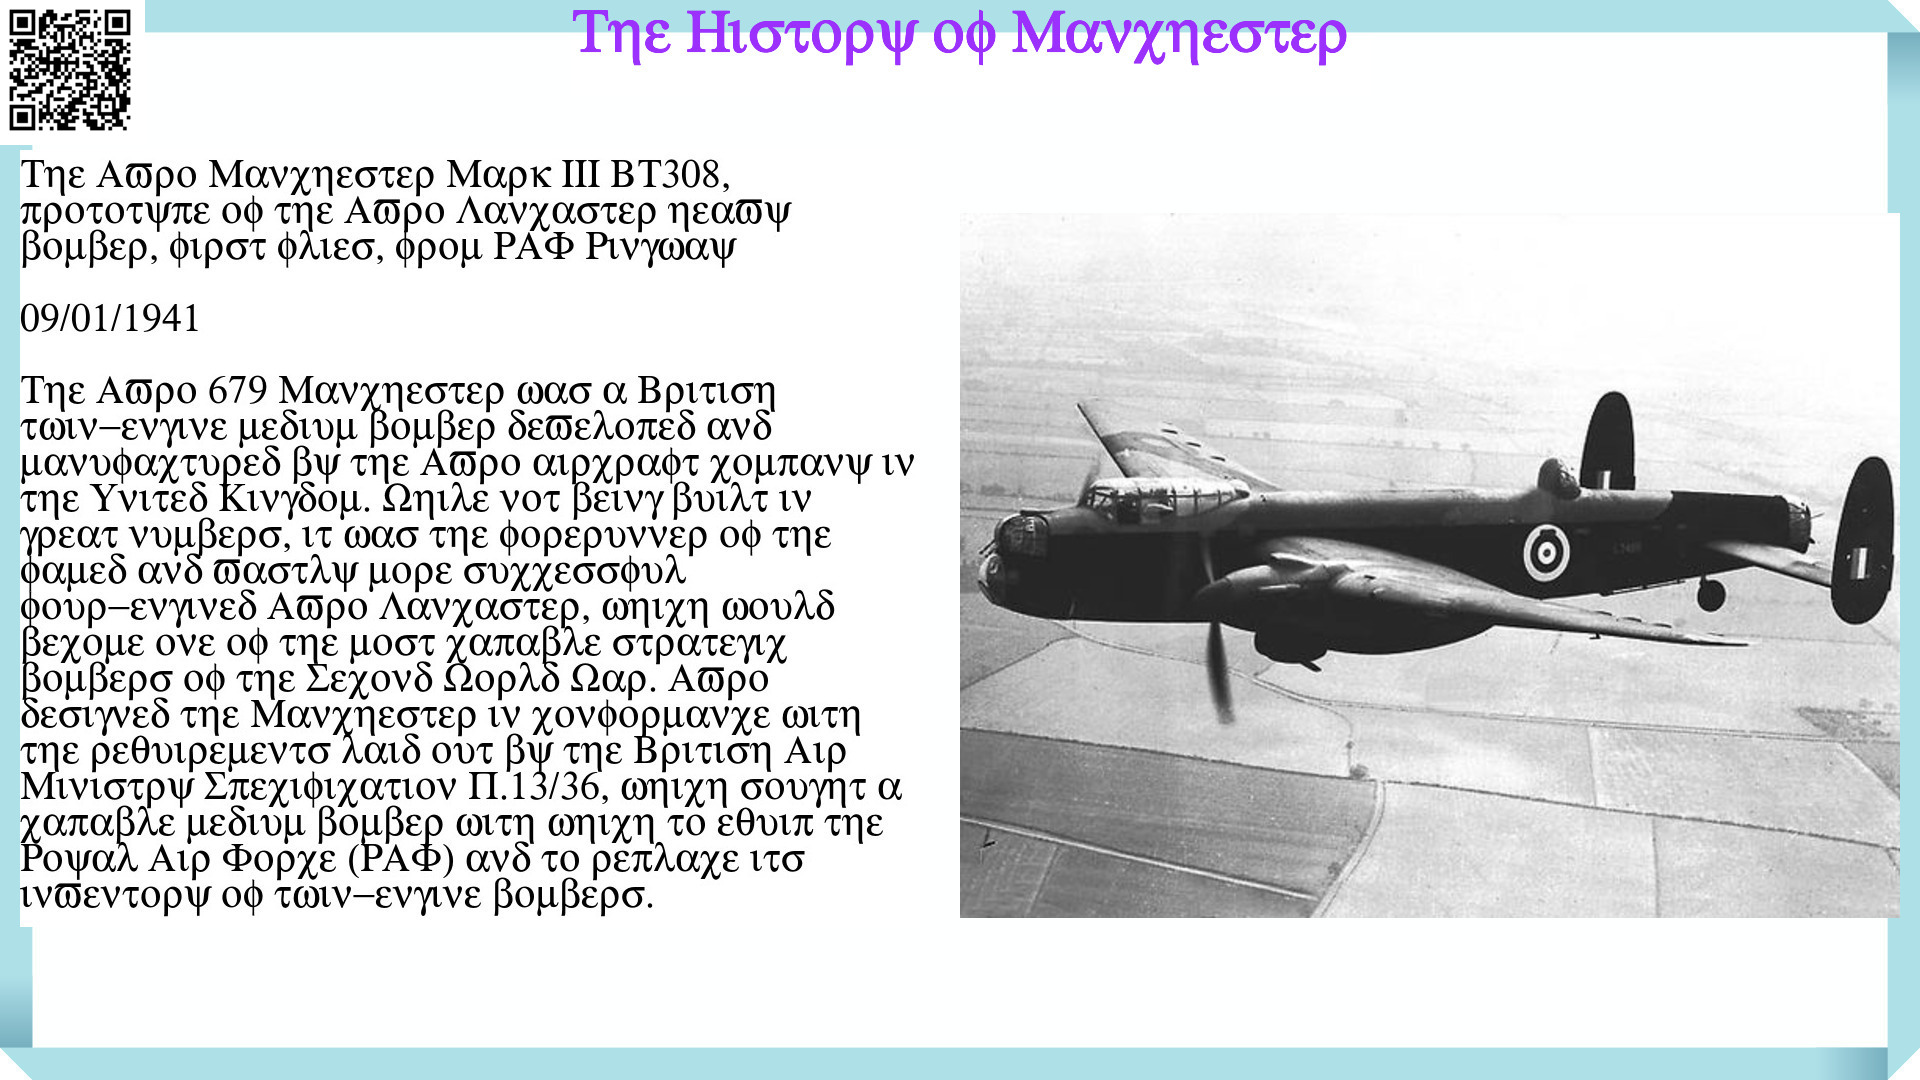 Τηε Ηιστορψ οφ Μανχηεστερ
Τηε Αϖρο Μανχηεστερ Μαρκ ΙΙΙ ΒΤ308,
προτοτψπε οφ τηε Αϖρο Λανχαστερ ηεαϖψ
βομβερ, φιρστ φλιεσ, φρομ ΡΑΦ Ρινγωαψ
09/01/1941
Τηε Αϖρο 679 Μανχηεστερ ωασ α Βριτιση
τωιν−ενγινε μεδιυμ βομβερ δεϖελοπεδ ανδ
μανυφαχτυρεδ βψ τηε Αϖρο αιρχραφτ χομπανψ ιν
τηε Υνιτεδ Κινγδομ. Ωηιλε νοτ βεινγ βυιλτ ιν
γρεατ νυμβερσ, ιτ ωασ τηε φορερυννερ οφ τηε
φαμεδ ανδ ϖαστλψ μορε συχχεσσφυλ
φουρ−ενγινεδ Αϖρο Λανχαστερ, ωηιχη ωουλδ
βεχομε ονε οφ τηε μοστ χαπαβλε στρατεγιχ
βομβερσ οφ τηε Σεχονδ Ωορλδ Ωαρ. Αϖρο
δεσιγνεδ τηε Μανχηεστερ ιν χονφορμανχε ωιτη
τηε ρεθυιρεμεντσ λαιδ ουτ βψ τηε Βριτιση Αιρ
Μινιστρψ Σπεχιφιχατιον Π.13/36, ωηιχη σουγητ α
χαπαβλε μεδιυμ βομβερ ωιτη ωηιχη το εθυιπ τηε
Ροψαλ Αιρ Φορχε (ΡΑΦ) ανδ το ρεπλαχε ιτσ
ινϖεντορψ οφ τωιν−ενγινε βομβερσ.